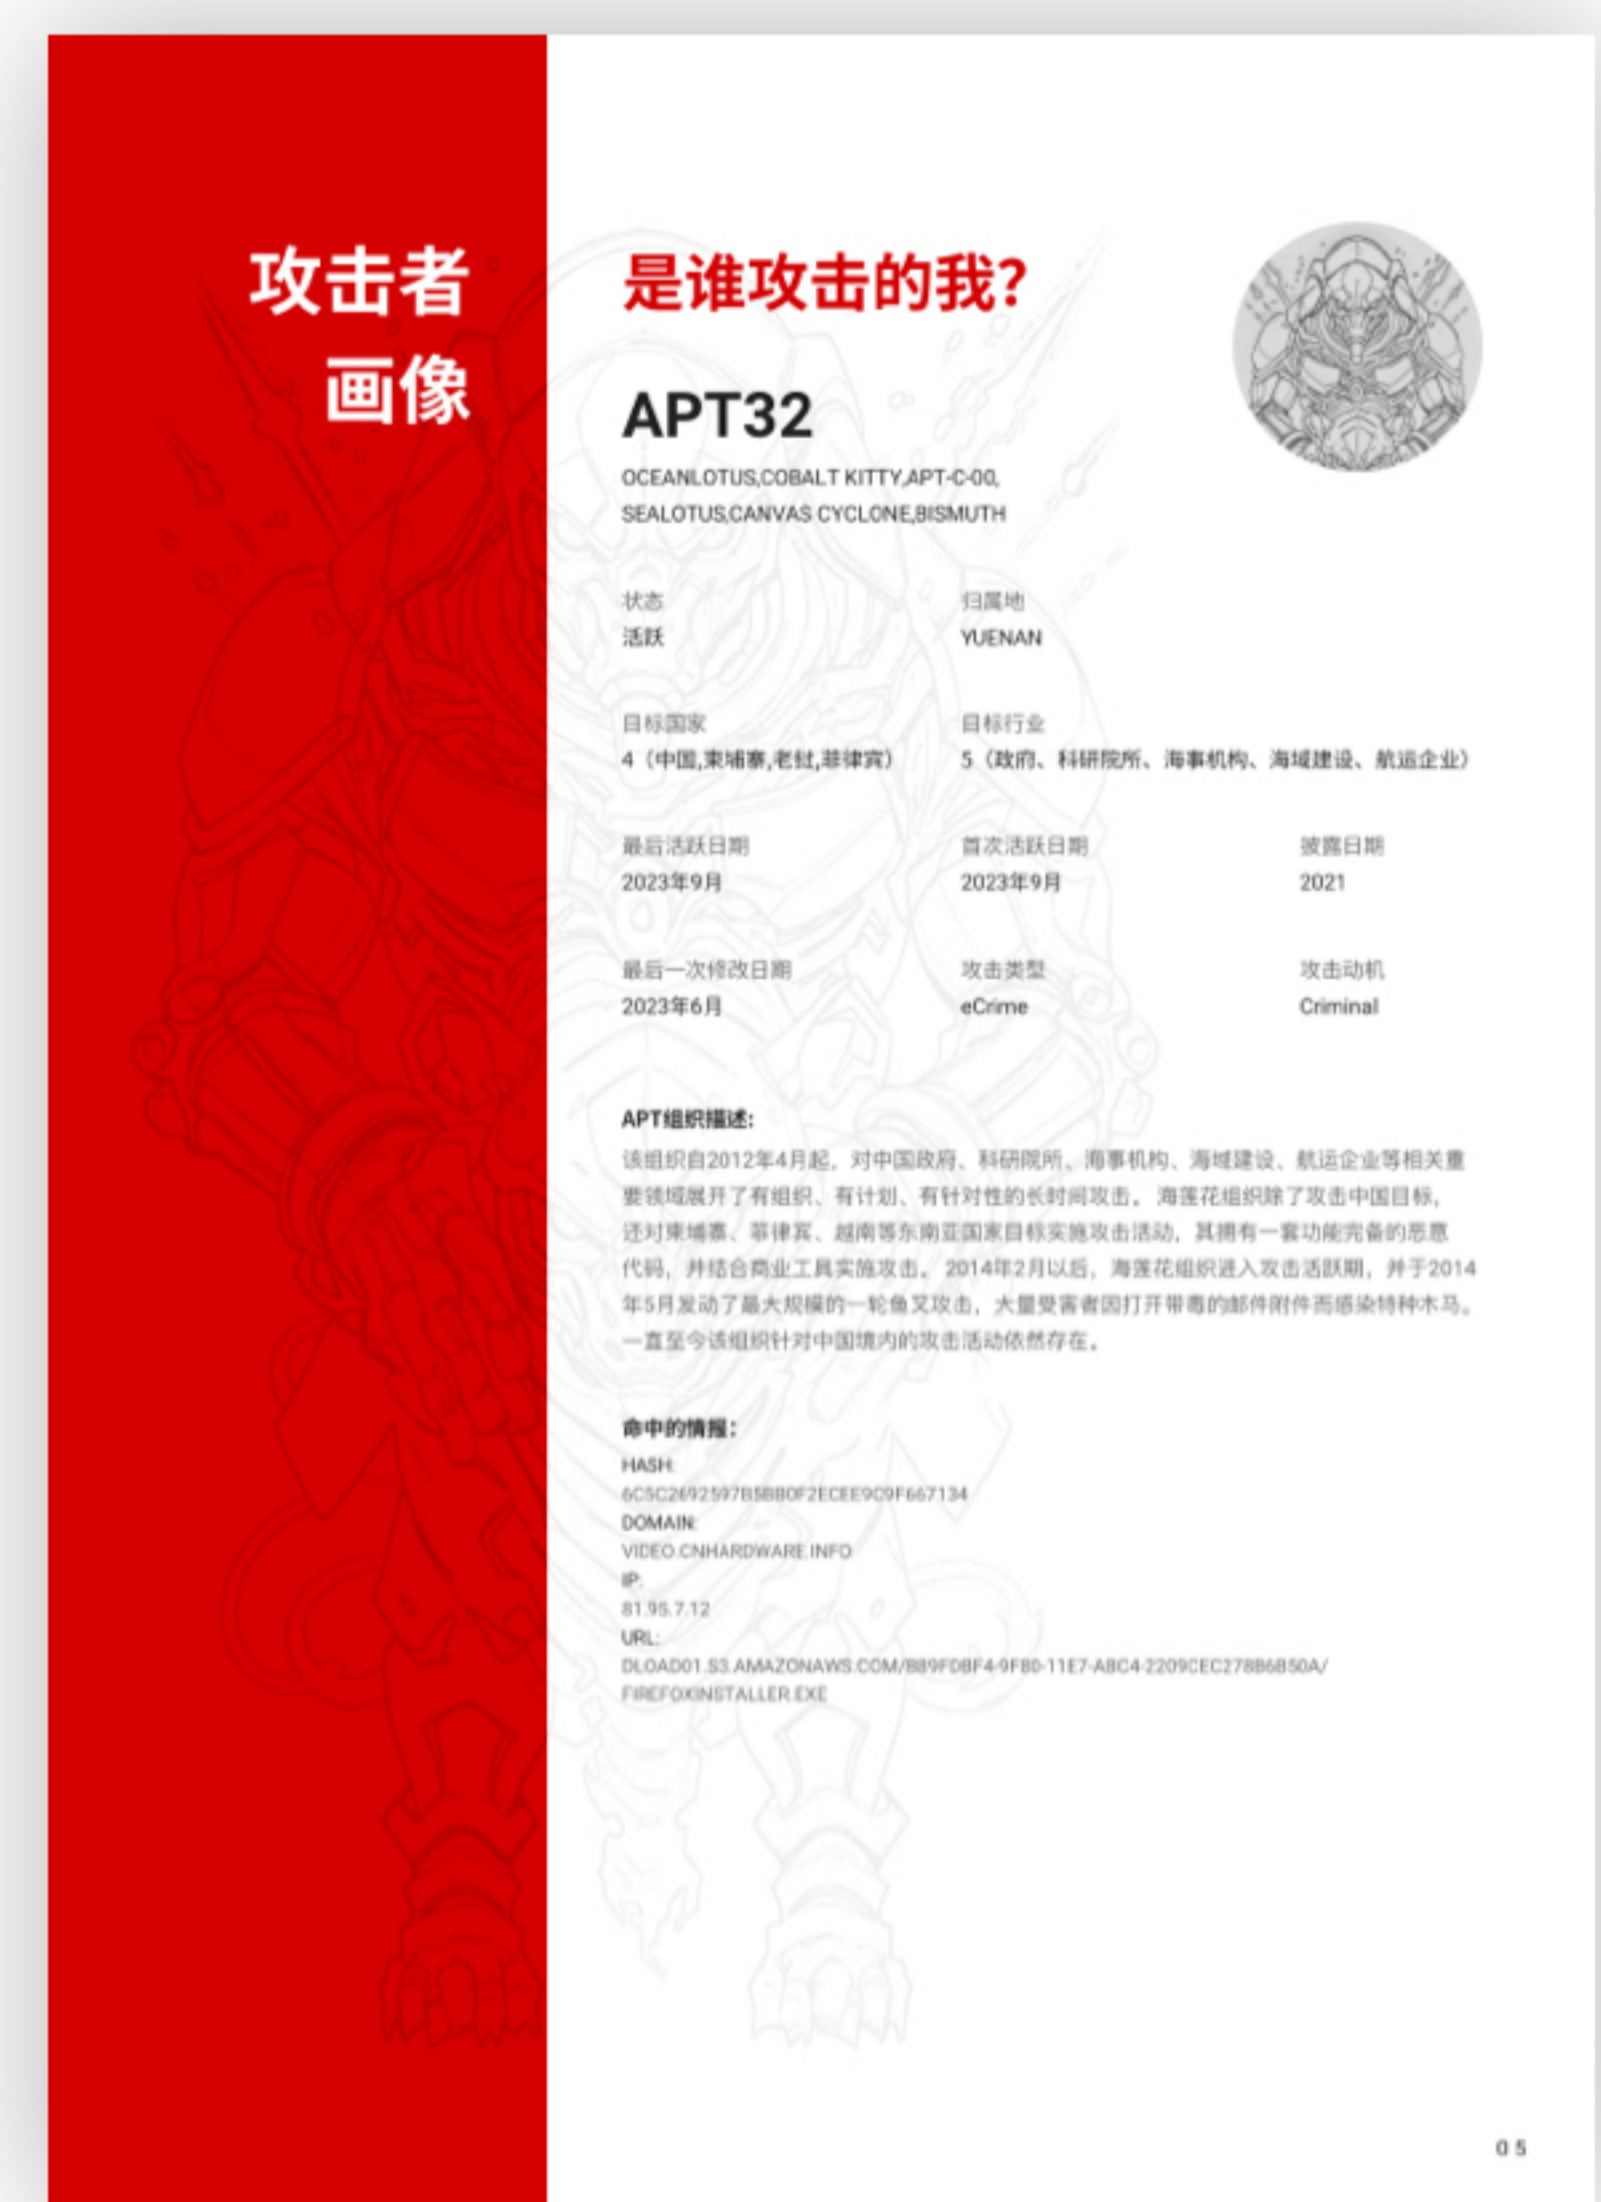 攻击者
画像
是谁攻击的我？
APT32
OCEANLOTUS,COBALT KITTY,APT-C-00,
SEALOTUS,CANVAS CYCLONE,BISMUTH
状态
活跃
归属地
YUENAN
目标国家
4（中国,柬埔寨,老挝,菲律宾）
目标行业
5（政府、科研院所、海事机构、海域建设、航运企业）
最后活跃日期
2023年9月
首次活跃日期
2023年9月
披露日期
2021
最后一次修改日期
2023年6月
攻击类型
eCrime
攻击动机
Criminal
APT组织描述:
该组织自2012年4月起，对中国政府、科研院所、海事机构、海域建设、航运企业等相关重
要领域展开了有组织、有计划、有针对性的长时间攻击。 海莲花组织除了攻击中国目标，
还对柬埔寨、菲律宾、越南等东南亚国家目标实施攻击活动，其拥有一套功能完备的恶意
代码，并结合商业工具实施攻击。 2014年2月以后，海莲花组织进入攻击活跃期，并于2014
年5月发动了最大规模的一轮鱼叉攻击，大量受害者因打开带毒的邮件附件而感染特种木马。
一直至今该组织针对中国境内的攻击活动依然存在。
命中的情报：
HASH:
6C5C2692597B5BB0F2ECEE9C9F667134
DOMAIN:
VIDEO.CNHARDWARE.INFO
IP:
81.95.7.12
URL:
DLOAD01.S3.AMAZONAWS.COM/B89FDBF4-9F80-11E7-ABC4-2209CEC278B6B50A/
FIREFOXINSTALLER.EXE
05